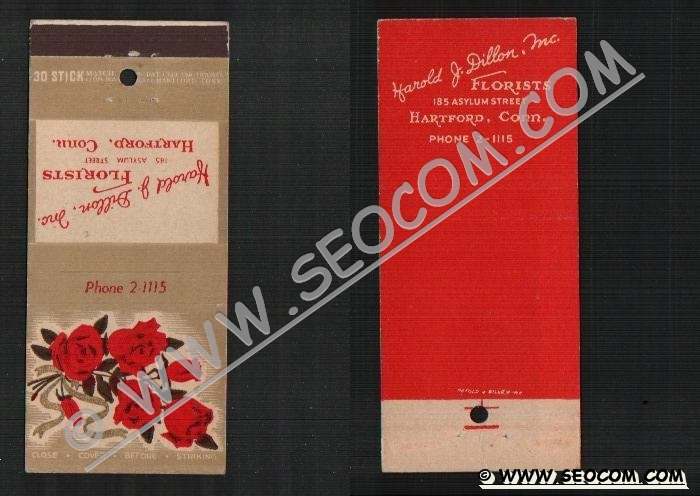 30 STICK
Harold J. Dillon, Inc.
FLORISTS
185 ASYLUM STREET
HARTFORD, CONN.
Phone 2-1115
CLOSE • COVER • BEFORE • STRIKING
Harold J. Dillon, Inc.
FLORISTS
185 ASYLUM STREET
HARTFORD, CONN.
PHONE 2-1115
© WWW.SEOCOM.COM
© WWW.SEOCOM.COM